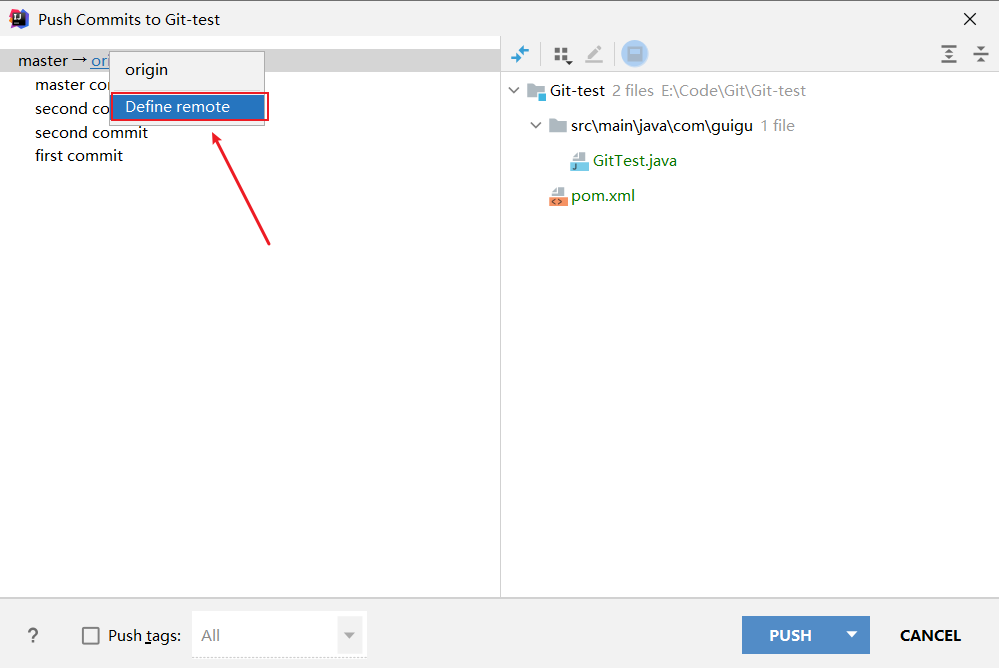 Push Commits to Git-test
master → ori
origin
master co
Define remote
second co
second commit
first commit
Git-test 2 files E:\Code\Git\Git-test
src\main\java\com\guigu 1 file
GitTest.java
pom.xml
? Push tags: All
PUSH
CANCEL